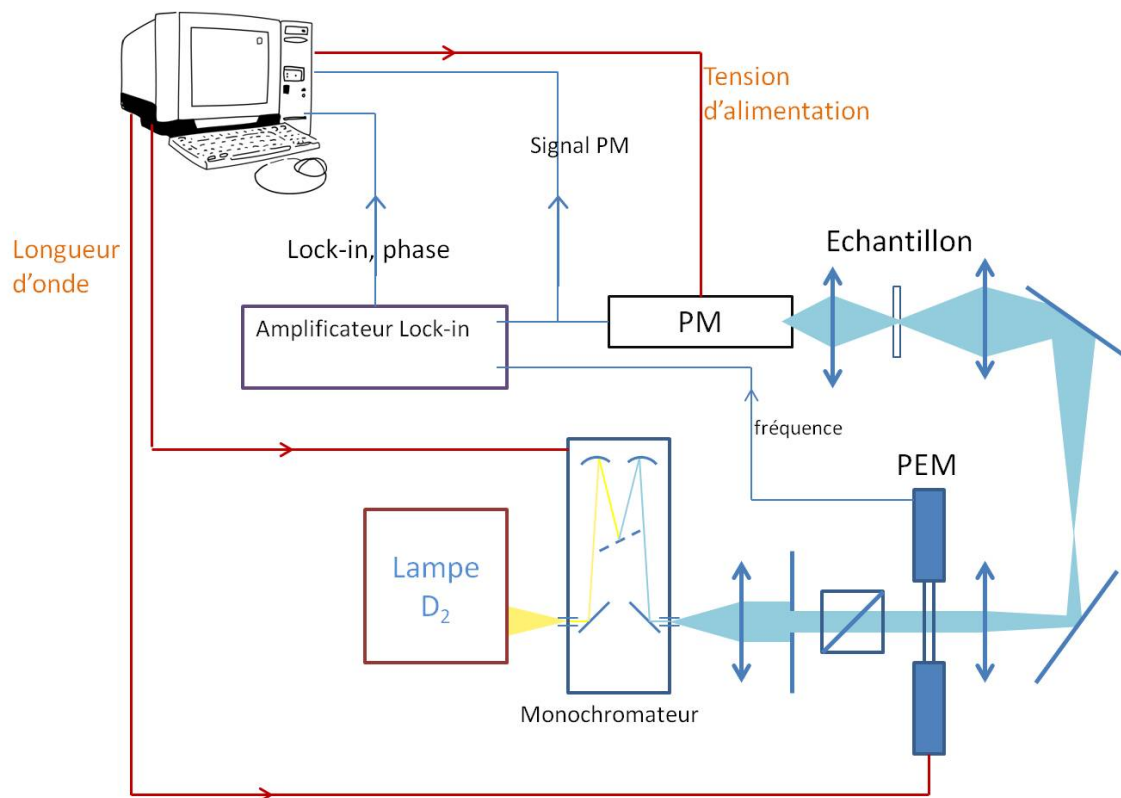 Tension
d’alimentation
Signal PM
Longueur
d’onde
Lock-in, phase
Echantillon
Amplificateur Lock-in
PM
fréquence
PEM
Lampe
D₂
Monochromateur